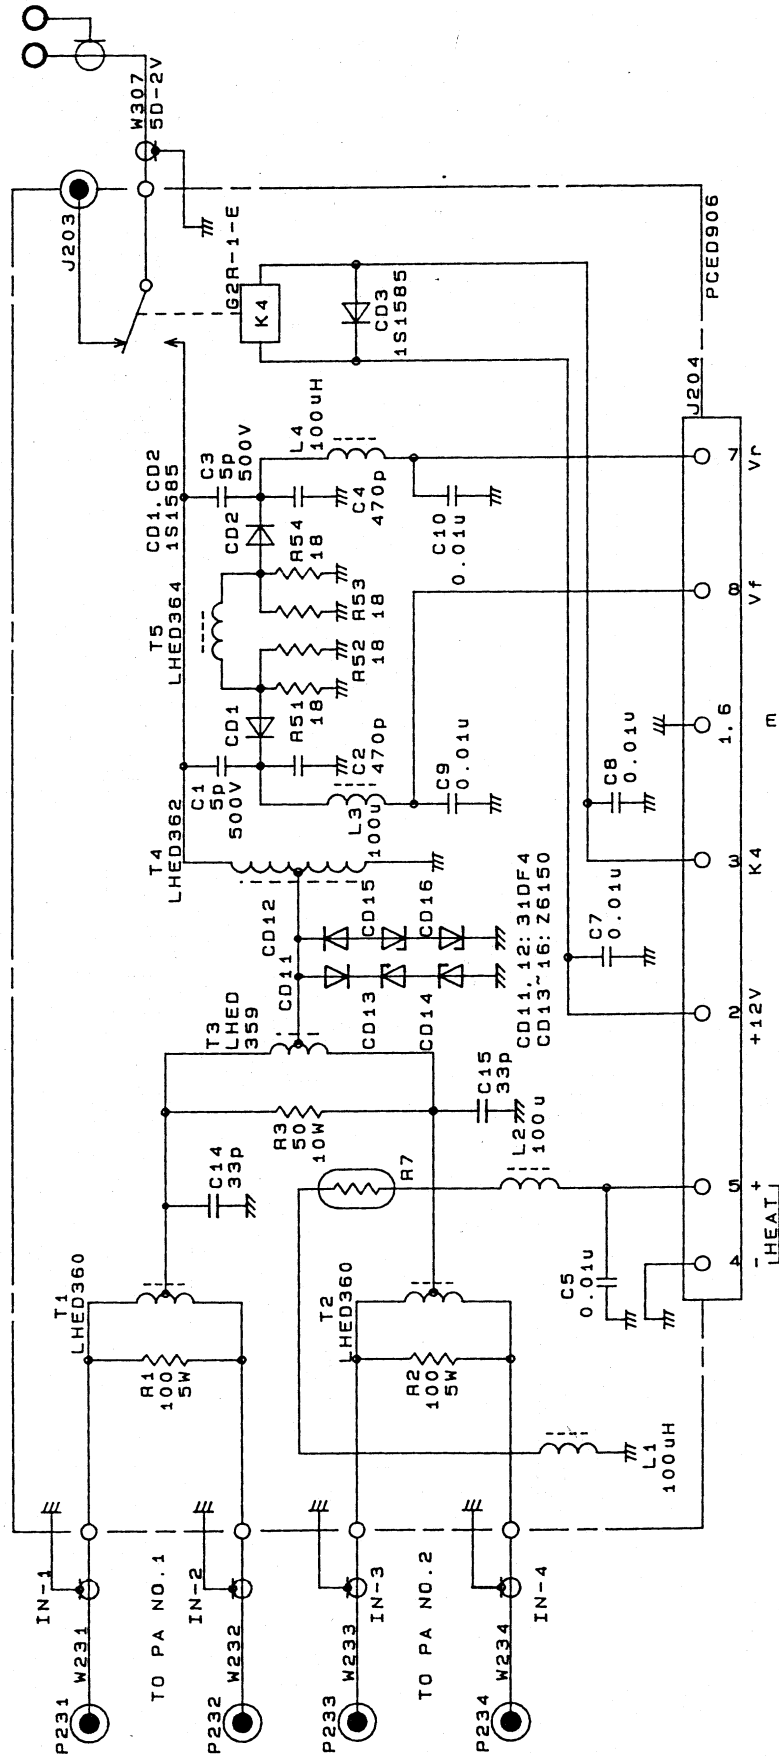 P231
W231
IN-1
TO PA NO.1
P232
W232
IN-2
P233
W233
IN-3
TO PA NO.2
P234
W234
IN-4
T1
LHED360
R1
100
5W
T2
LHED360
R2
100
5W
L1
100uH
C14
33p
R3
50
10W
R7
C15
33p
L2
100u
C5
0.01u
T3
LHED
359
CD11
CD12
CD13
CD14
CD15
CD16
CD11, 12: 31DF4
CD13~16: Z6150
T4
LHED362
C1
5p
500V
CD1
R51
18
C2
470p
L3
100u
C9
0.01u
T5
LHED364
R52
18
R53
18
R54
18
CD1, CD2
1S1585
CD2
C3
5p
500V
L4
100uH
C4
470p
C10
0.01u
C7
0.01u
C8
0.01u
J203
W307
5D-2V
G2R-1-E
K4
CD3
1S1585
PCED906
J204
4
5
2
3
1.6
8
7
- +
LHEAT
+12V
K4
E
Vf
Vr